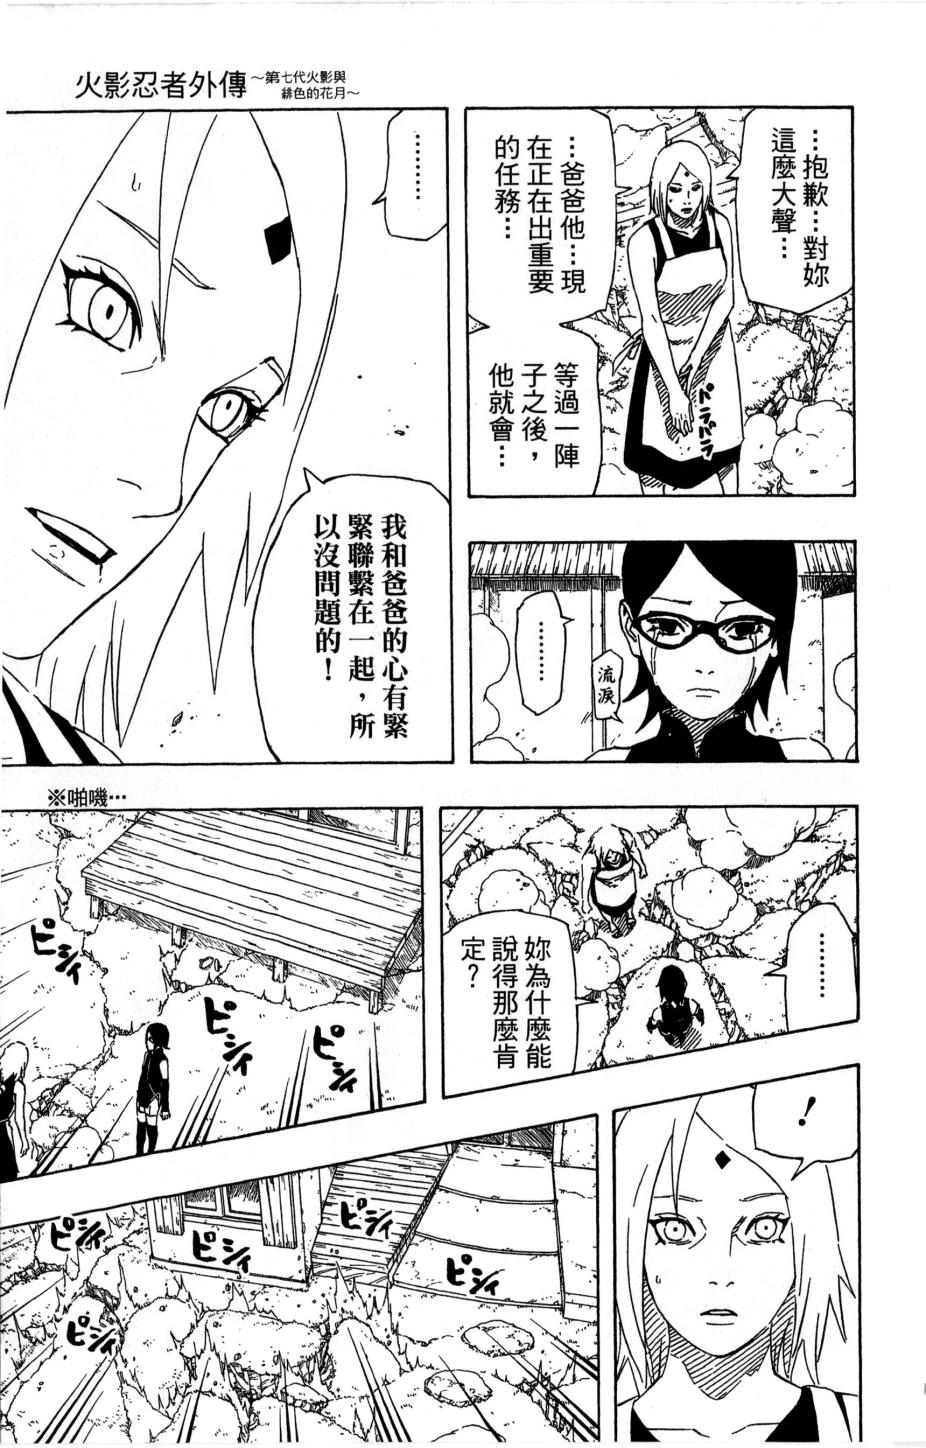 火影忍者外傳
～第七代火影與
緋色的花月～
…抱歉…對妳
這麼大聲…
…爸爸他…現
在正在出重要
的任務…
等過一陣
子之後，
他就會…
パラパラ
………
我和爸爸的心有緊
緊聯繫在一起，所
以沒問題的！
………
流淚
………
妳為什麼能
說得那麼肯
定？
※啪嘰…
ピシィ
ピシィ
ピシィ
！
ピシィ
ピシィ
ピシィ
ピシィ
ピシィ